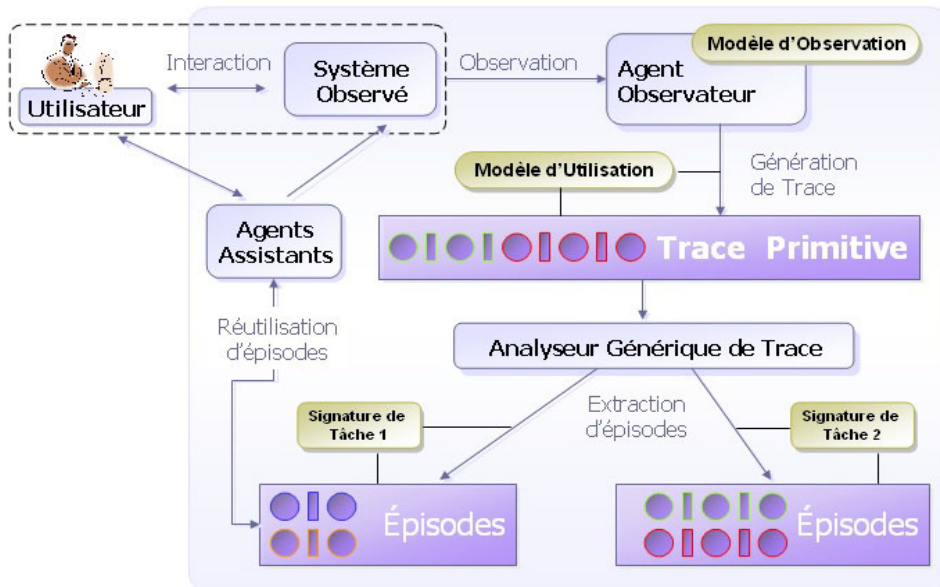 Modèle d'Observation
Interaction
Système
Observé
Observation
Agent
Observateur
Utilisateur
Modèle d'Utilisation
Génération
de Trace
Agents
Assistants
Trace Primitive
Réutilisation
d'épisodes
Analyseur Générique de Trace
Signature de
Tâche 1
Extraction
d'épisodes
Signature de
Tâche 2
Épisodes
Épisodes